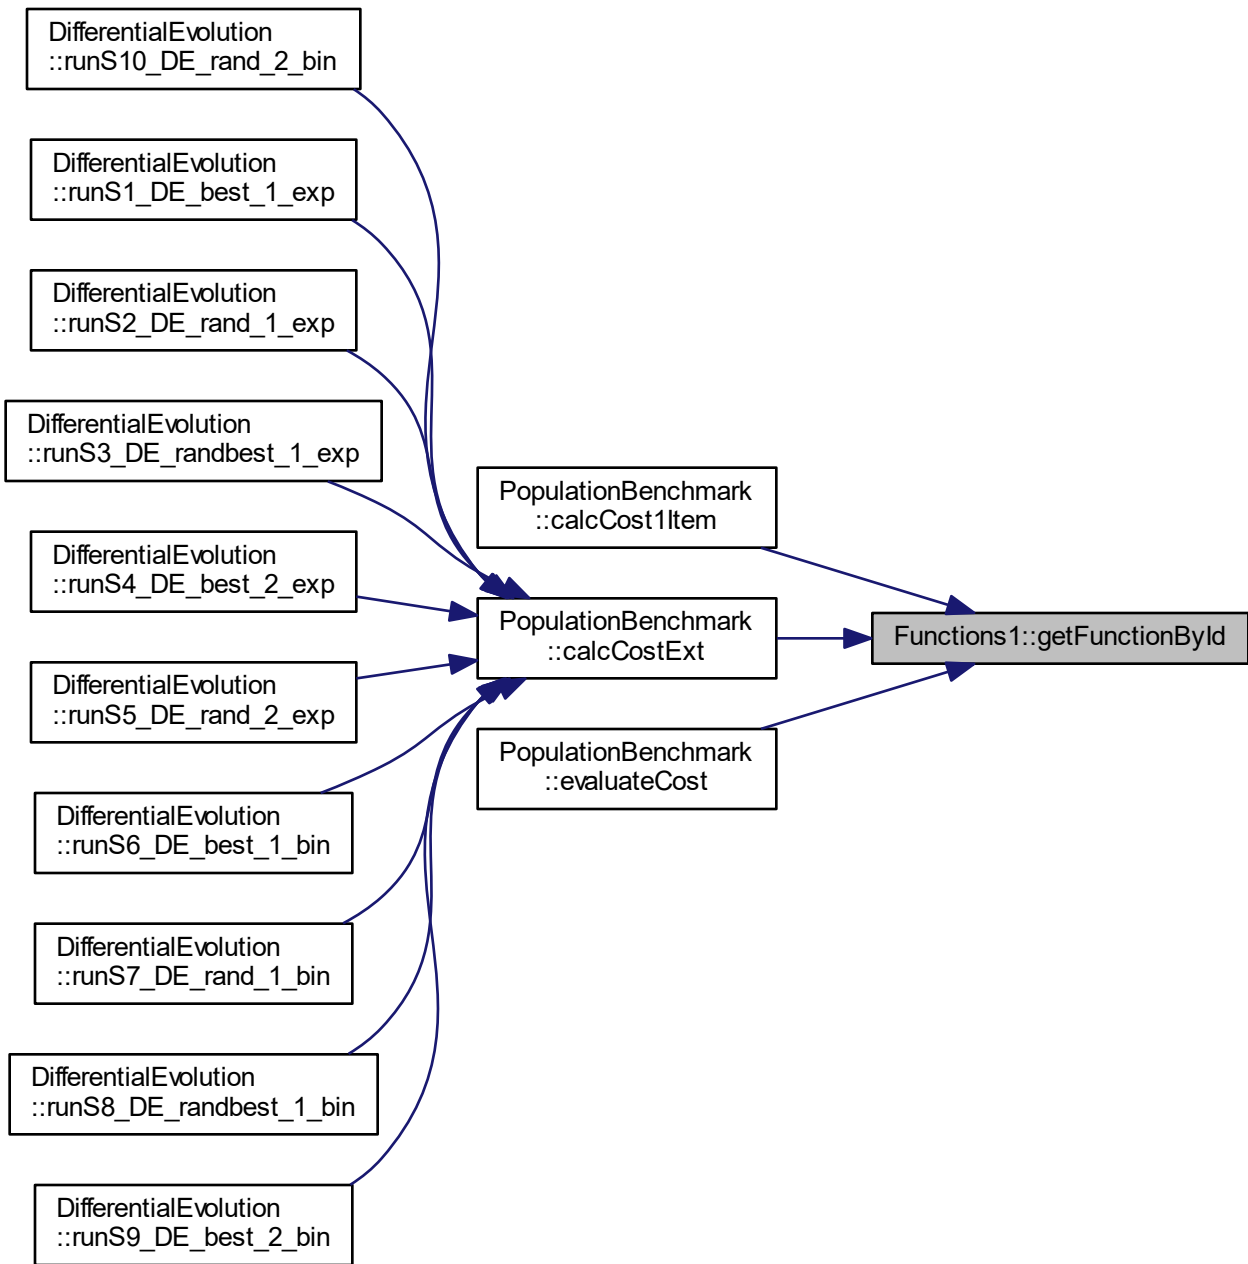 DifferentialEvolution
::runS10_DE_rand_2_bin
DifferentialEvolution
::runS1_DE_best_1_exp
DifferentialEvolution
::runS2_DE_rand_1_exp
DifferentialEvolution
::runS3_DE_randbest_1_exp
DifferentialEvolution
::runS4_DE_best_2_exp
DifferentialEvolution
::runS5_DE_rand_2_exp
DifferentialEvolution
::runS6_DE_best_1_bin
DifferentialEvolution
::runS7_DE_rand_1_bin
DifferentialEvolution
::runS8_DE_randbest_1_bin
DifferentialEvolution
::runS9_DE_best_2_bin
PopulationBenchmark
::calcCost1Item
PopulationBenchmark
::calcCostExt
PopulationBenchmark
::evaluateCost
Functions1::getFunctionById